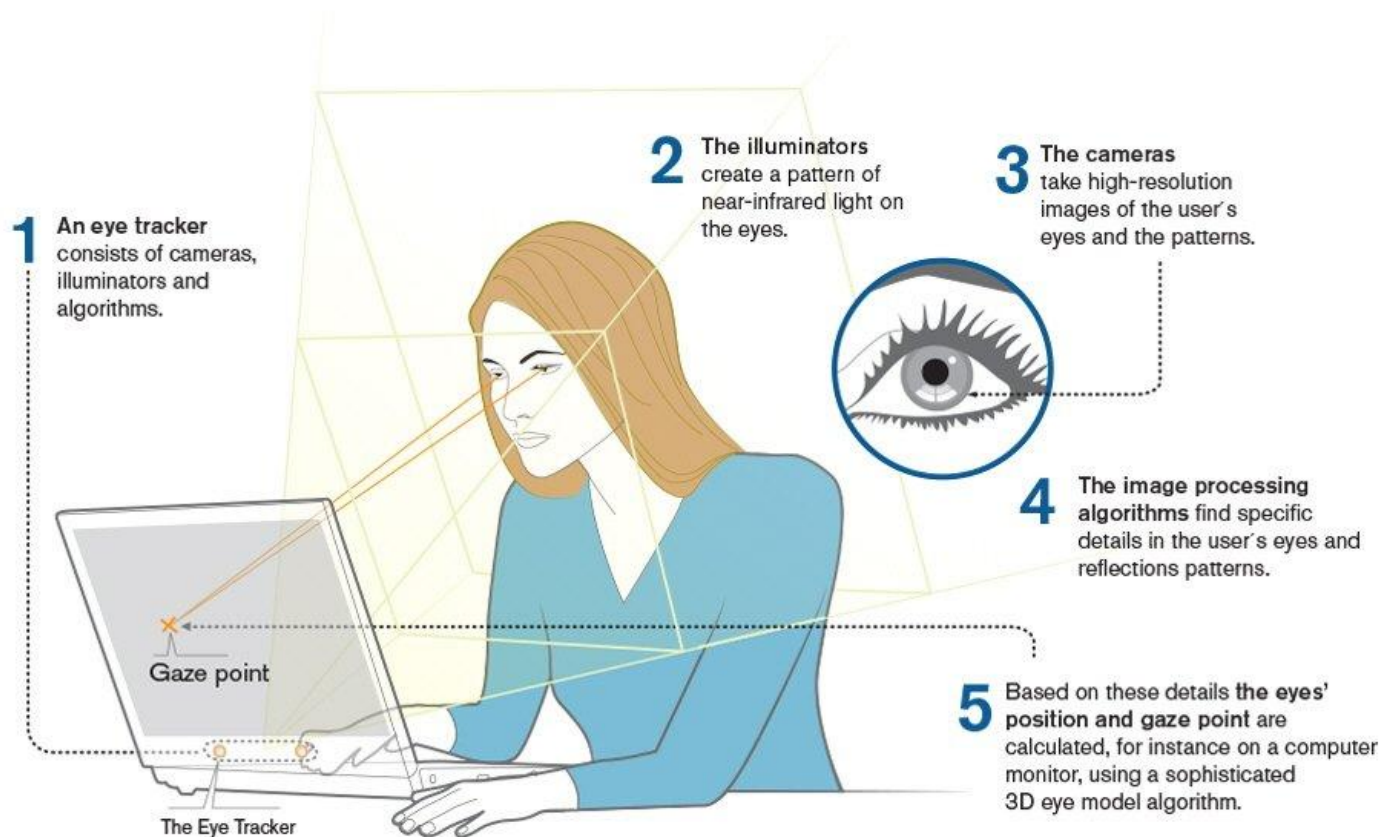 1
An eye tracker
consists of cameras,
illuminators and
algorithms.
2
The illuminators
create a pattern of
near-infrared light on
the eyes.
3
The cameras
take high-resolution
images of the user´s
eyes and the patterns.
4
The image processing
algorithms find specific
details in the user´s eyes and
reflections patterns.
5
Based on these details the eyes’
position and gaze point are
calculated, for instance on a computer
monitor, using a sophisticated
3D eye model algorithm.
Gaze point
The Eye Tracker